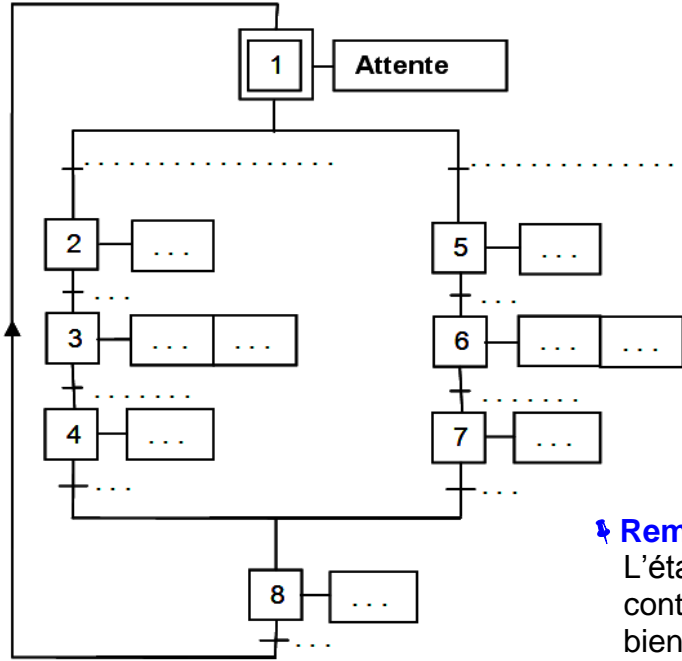 1 Attente
. . . . . . . . . . . . . . . . . . . . . . . . . . . . . . . .
2 . . . 5 . . .
. . . . . .
3 . . . . . . 6 . . . . . .
. . . . . . . . . . . . . .
4 . . . 7 . . .
. . . . . .
Rem
L'éta
8 . . . cont
. . . bien